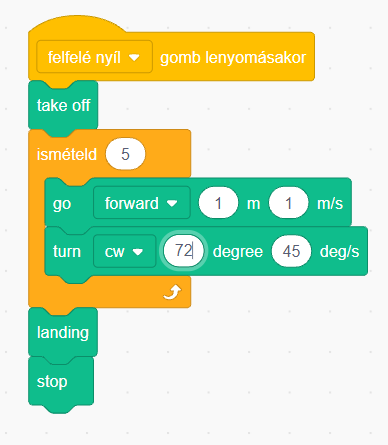 felfelé nyíl gomb lenyomásakor
take off
ismételd 5
go forward 1 m 1 m/s
turn cw 72 degree 45 deg/s
landing
stop